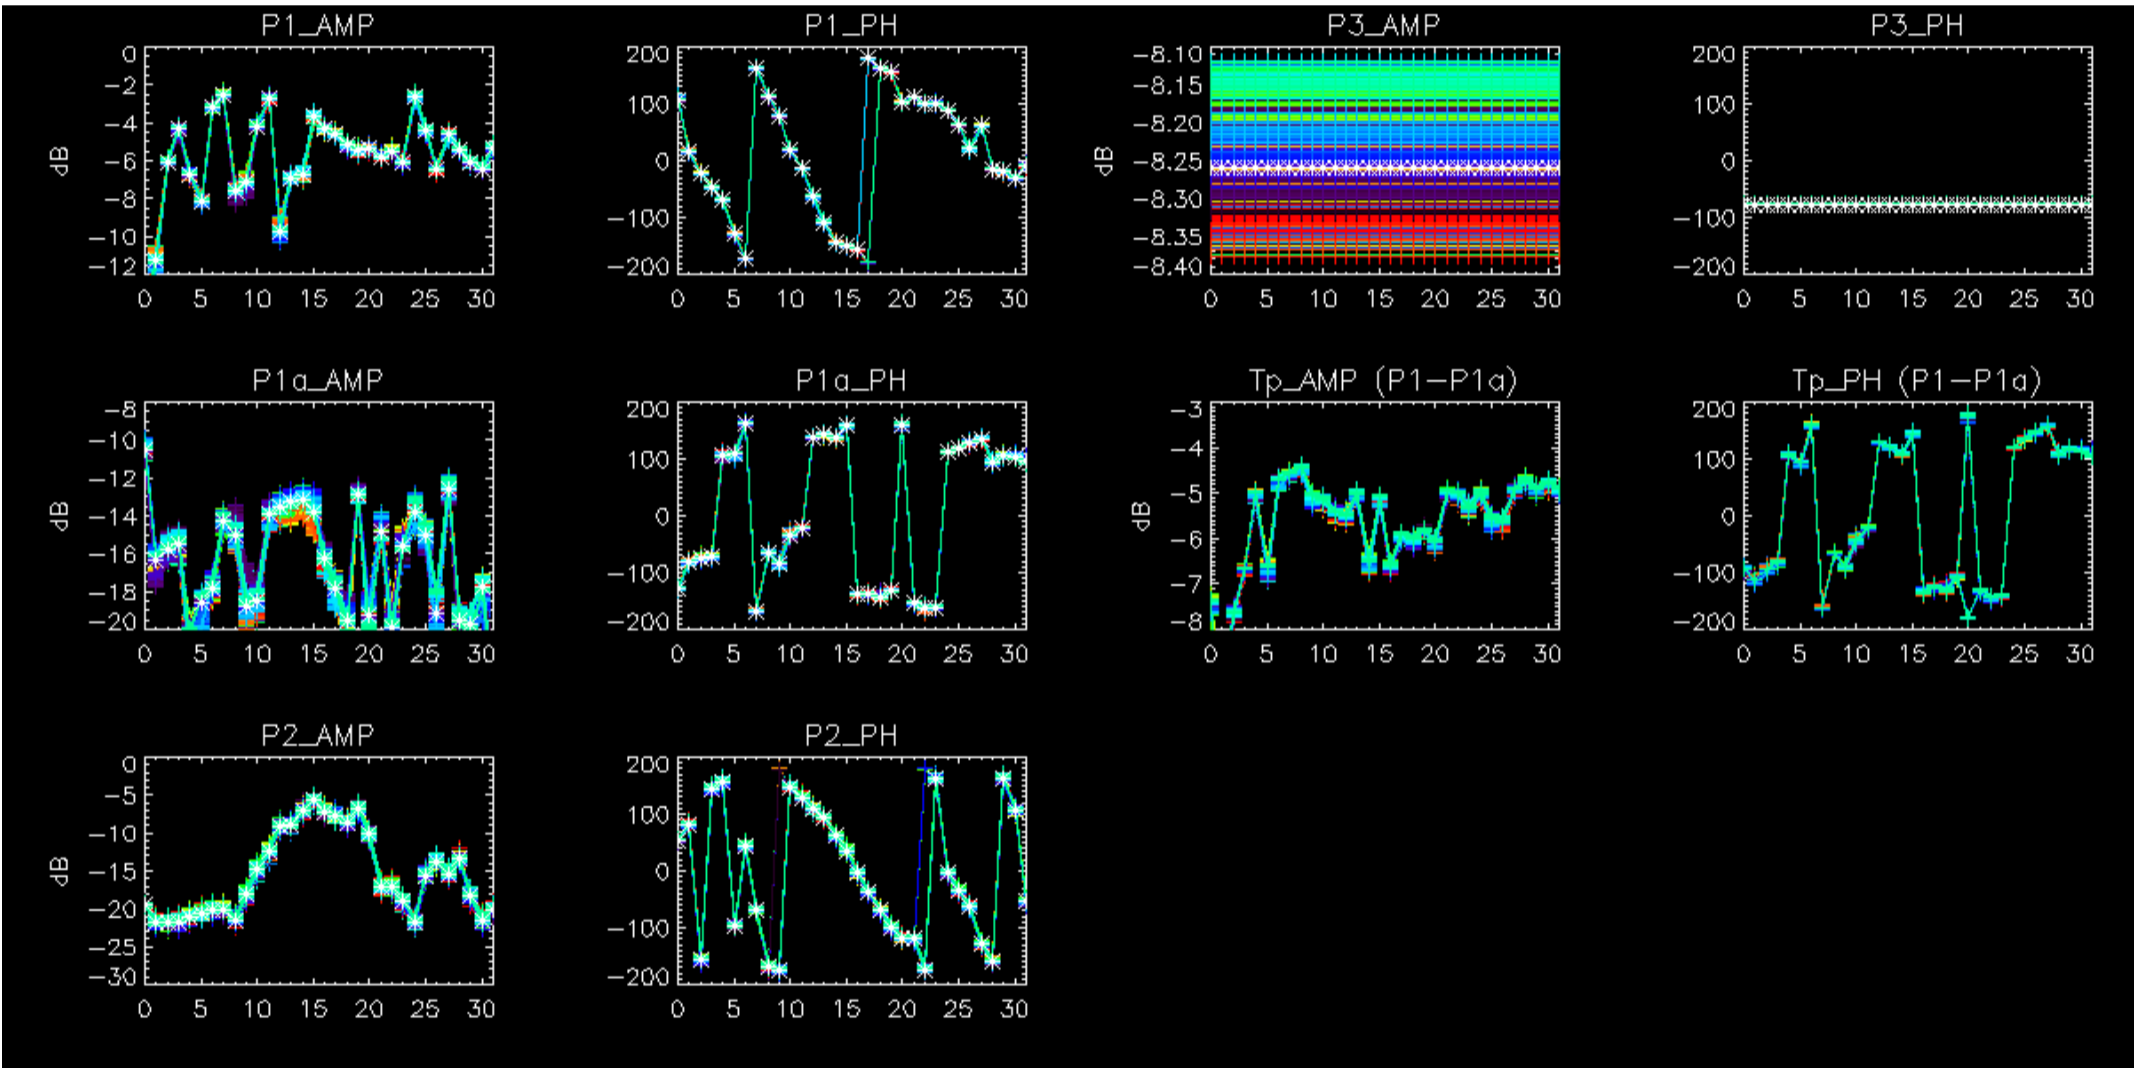 P1_AMP
dB
0
−2
−4
−6
−8
−10
−12
0 5 10 15 20 25 30
P1_PH
200
100
0
−100
−200
0 5 10 15 20 25 30
P3_AMP
dB
−8.10
−8.15
−8.20
−8.25
−8.30
−8.35
−8.40
0 5 10 15 20 25 30
P3_PH
200
100
0
−100
−200
0 5 10 15 20 25 30
P1a_AMP
dB
−8
−10
−12
−14
−16
−18
−20
0 5 10 15 20 25 30
P1a_PH
200
100
0
−100
−200
0 5 10 15 20 25 30
Tp_AMP (P1−P1a)
dB
−3
−4
−5
−6
−7
−8
0 5 10 15 20 25 30
Tp_PH (P1−P1a)
200
100
0
−100
−200
0 5 10 15 20 25 30
P2_AMP
dB
0
−5
−10
−15
−20
−25
−30
0 5 10 15 20 25 30
P2_PH
200
100
0
−100
−200
0 5 10 15 20 25 30